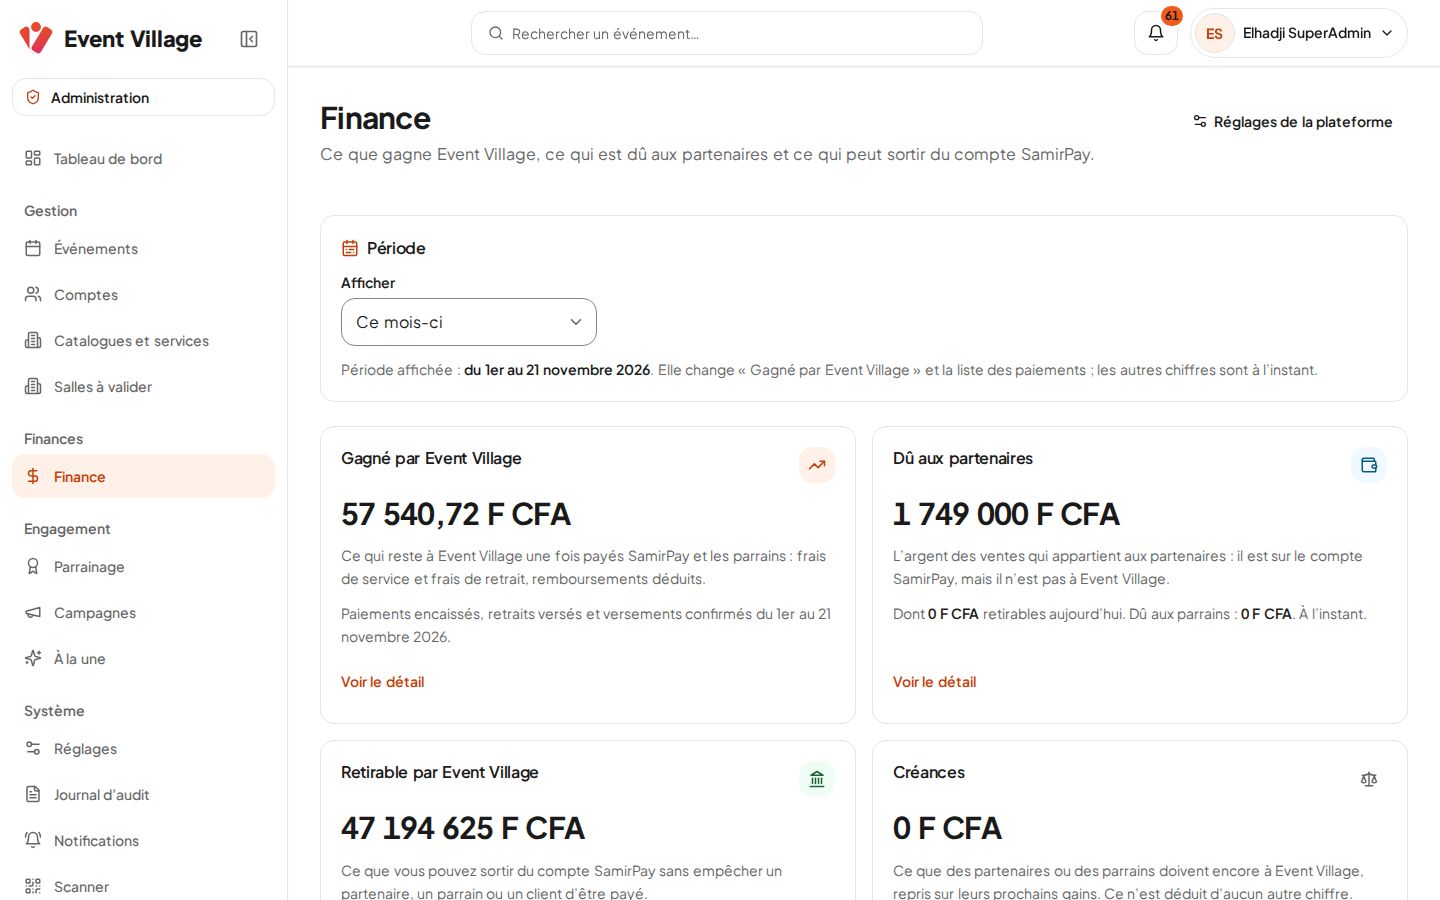 Event Village
Administration
Tableau de bord
Gestion
Événements
Comptes
Catalogues et services
Salles à valider
Finances
Finance
Engagement
Parrainage
Campagnes
À la une
Système
Réglages
Journal d’audit
Notifications
Scanner
Rechercher un événement…
61
ES
Elhadji SuperAdmin
Finance
Réglages de la plateforme
Ce que gagne Event Village, ce qui est dû aux partenaires et ce qui peut sortir du compte SamirPay.
Période
Afficher
Ce mois-ci
Période affichée : du 1er au 21 novembre 2026. Elle change « Gagné par Event Village » et la liste des paiements ; les autres chiffres sont à l’instant.
Gagné par Event Village
57 540,72 F CFA
Ce qui reste à Event Village une fois payés SamirPay et les parrains : frais
de service et frais de retrait, remboursements déduits.
Paiements encaissés, retraits versés et versements confirmés du 1er au 21
novembre 2026.
Voir le détail
Dû aux partenaires
1 749 000 F CFA
L’argent des ventes qui appartient aux partenaires : il est sur le compte
SamirPay, mais il n’est pas à Event Village.
Dont 0 F CFA retirables aujourd’hui. Dû aux parrains : 0 F CFA. À l’instant.
Voir le détail
Retirable par Event Village
47 194 625 F CFA
Ce que vous pouvez sortir du compte SamirPay sans empêcher un
partenaire, un parrain ou un client d’être payé.
Créances
0 F CFA
Ce que des partenaires ou des parrains doivent encore à Event Village,
repris sur leurs prochains gains. Ce n’est déduit d’aucun autre chiffre.